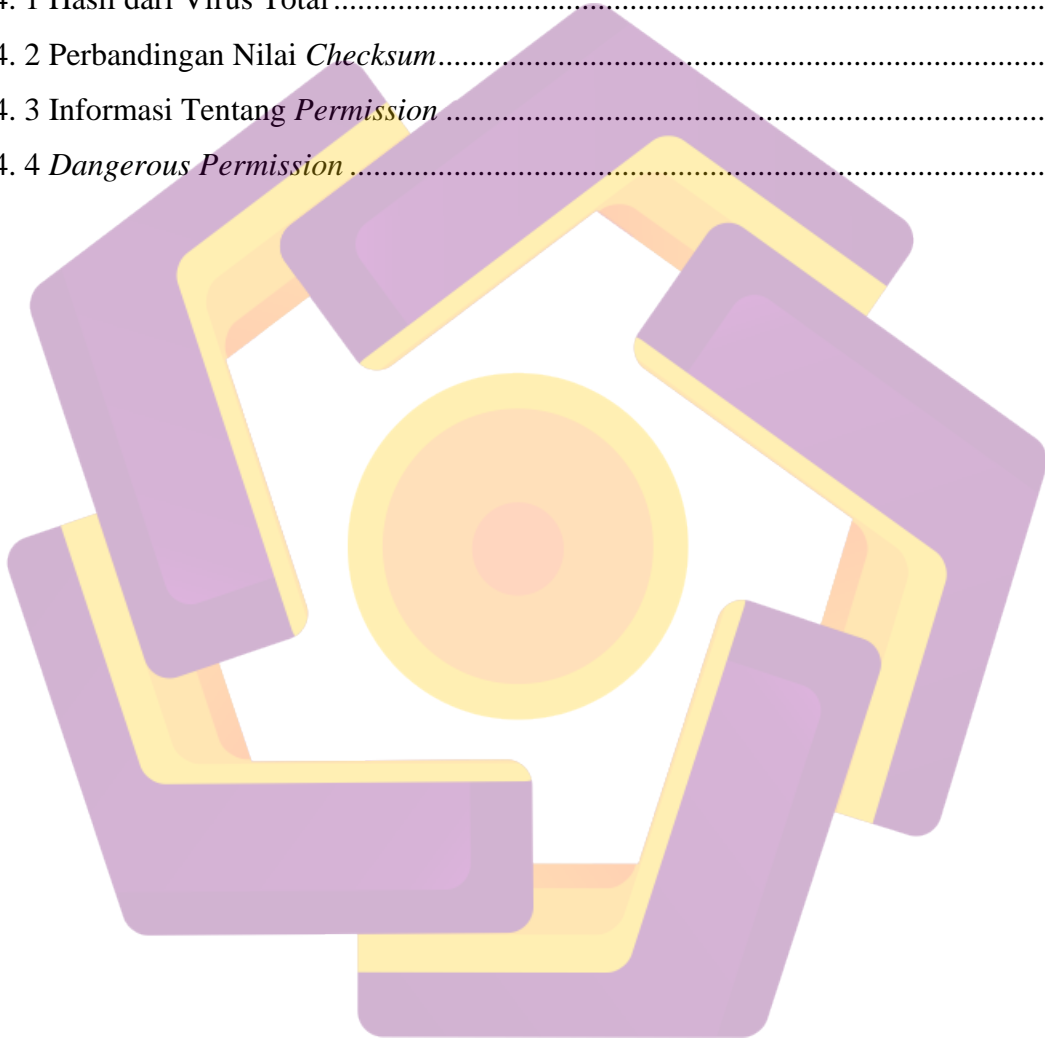 4. 1 Hasil dari Virus Total....................................................................................
4. 2 Perbandingan Nilai Checksum.......................................................................
4. 3 Informasi Tentang Permission ......................................................................
4. 4 Dangerous Permission ..................................................................................